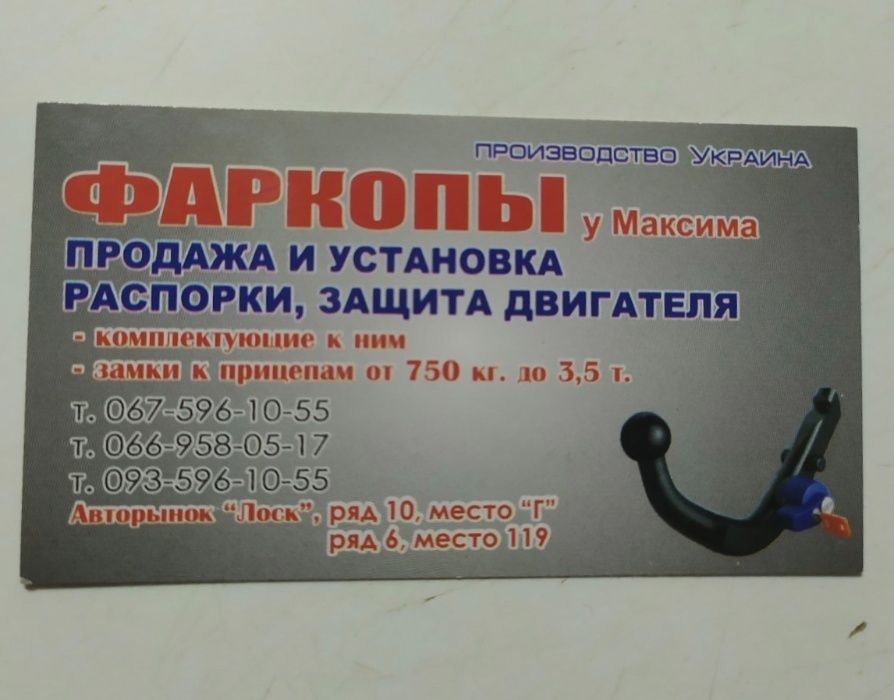 ПРОИЗВОДСТВО УКРАИНА
ФАРКОПЫ у Максима
ПРОДАЖА И УСТАНОВКА
РАСПОРКИ, ЗАЩИТА ДВИГАТЕЛЯ
- комплектующие к ним
- замки к прицепам от 750 кг. до 3,5 т.
т. 067-596-10-55
т. 066-958-05-17
т. 093-596-10-55
Авторынок "Лоск", ряд 10, место "Г"
ряд 6, место 119